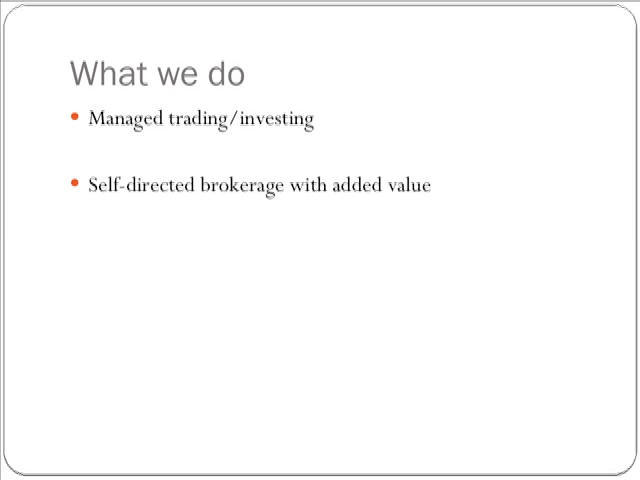 What we do
Managed trading/investing
Self-directed brokerage with added value